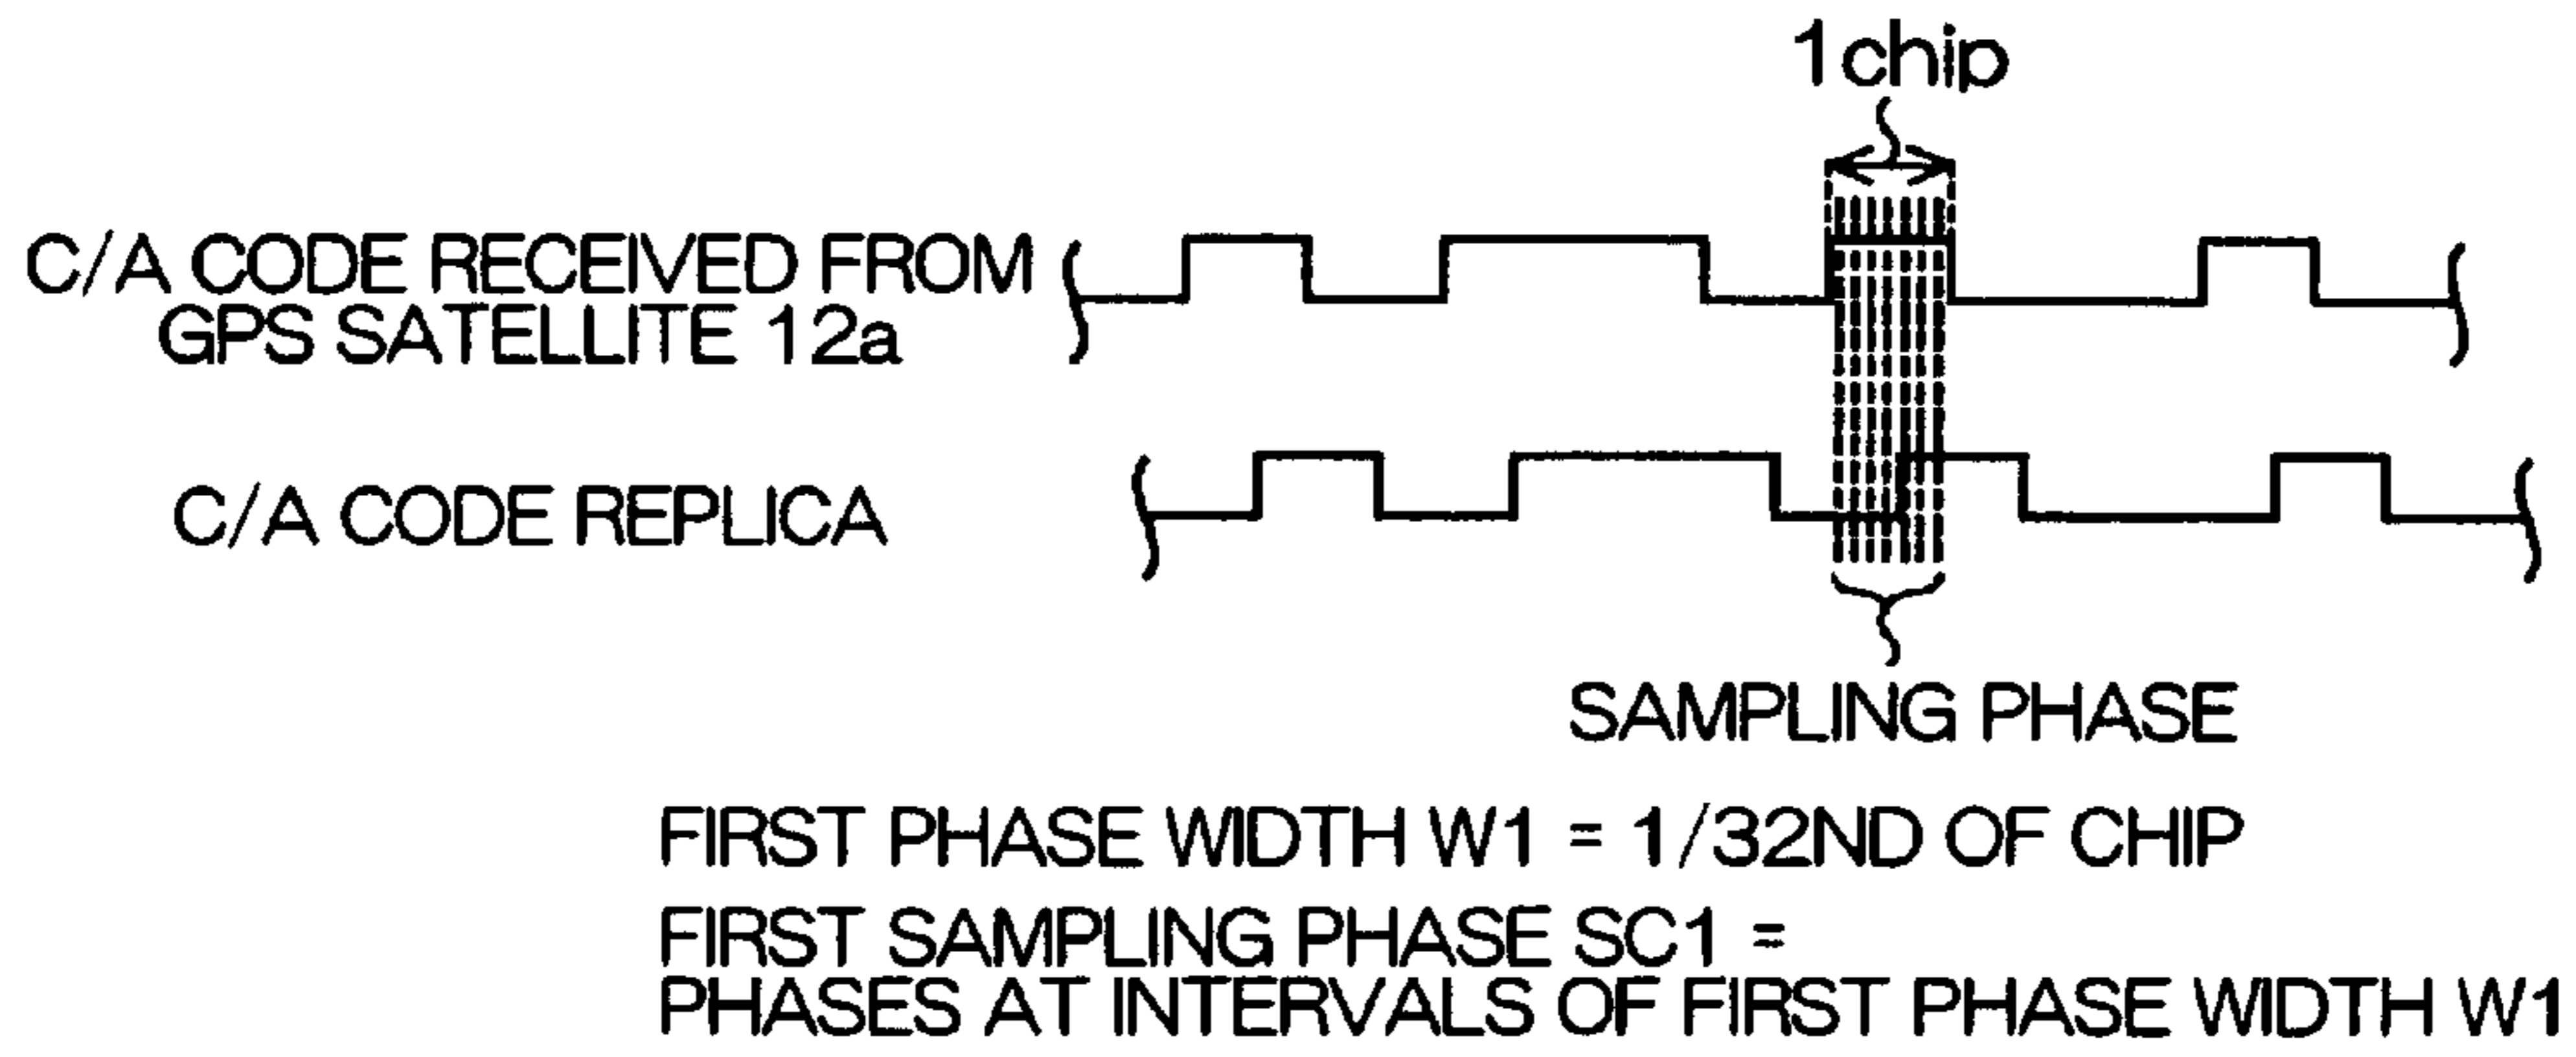 1chip
C/A CODE RECEIVED FROM
GPS SATELLITE 12a
C/A CODE REPLICA
SAMPLING PHASE
FIRST PHASE WIDTH W1 = 1/32ND OF CHIP
FIRST SAMPLING PHASE SC1 =
PHASES AT INTERVALS OF FIRST PHASE WIDTH W1